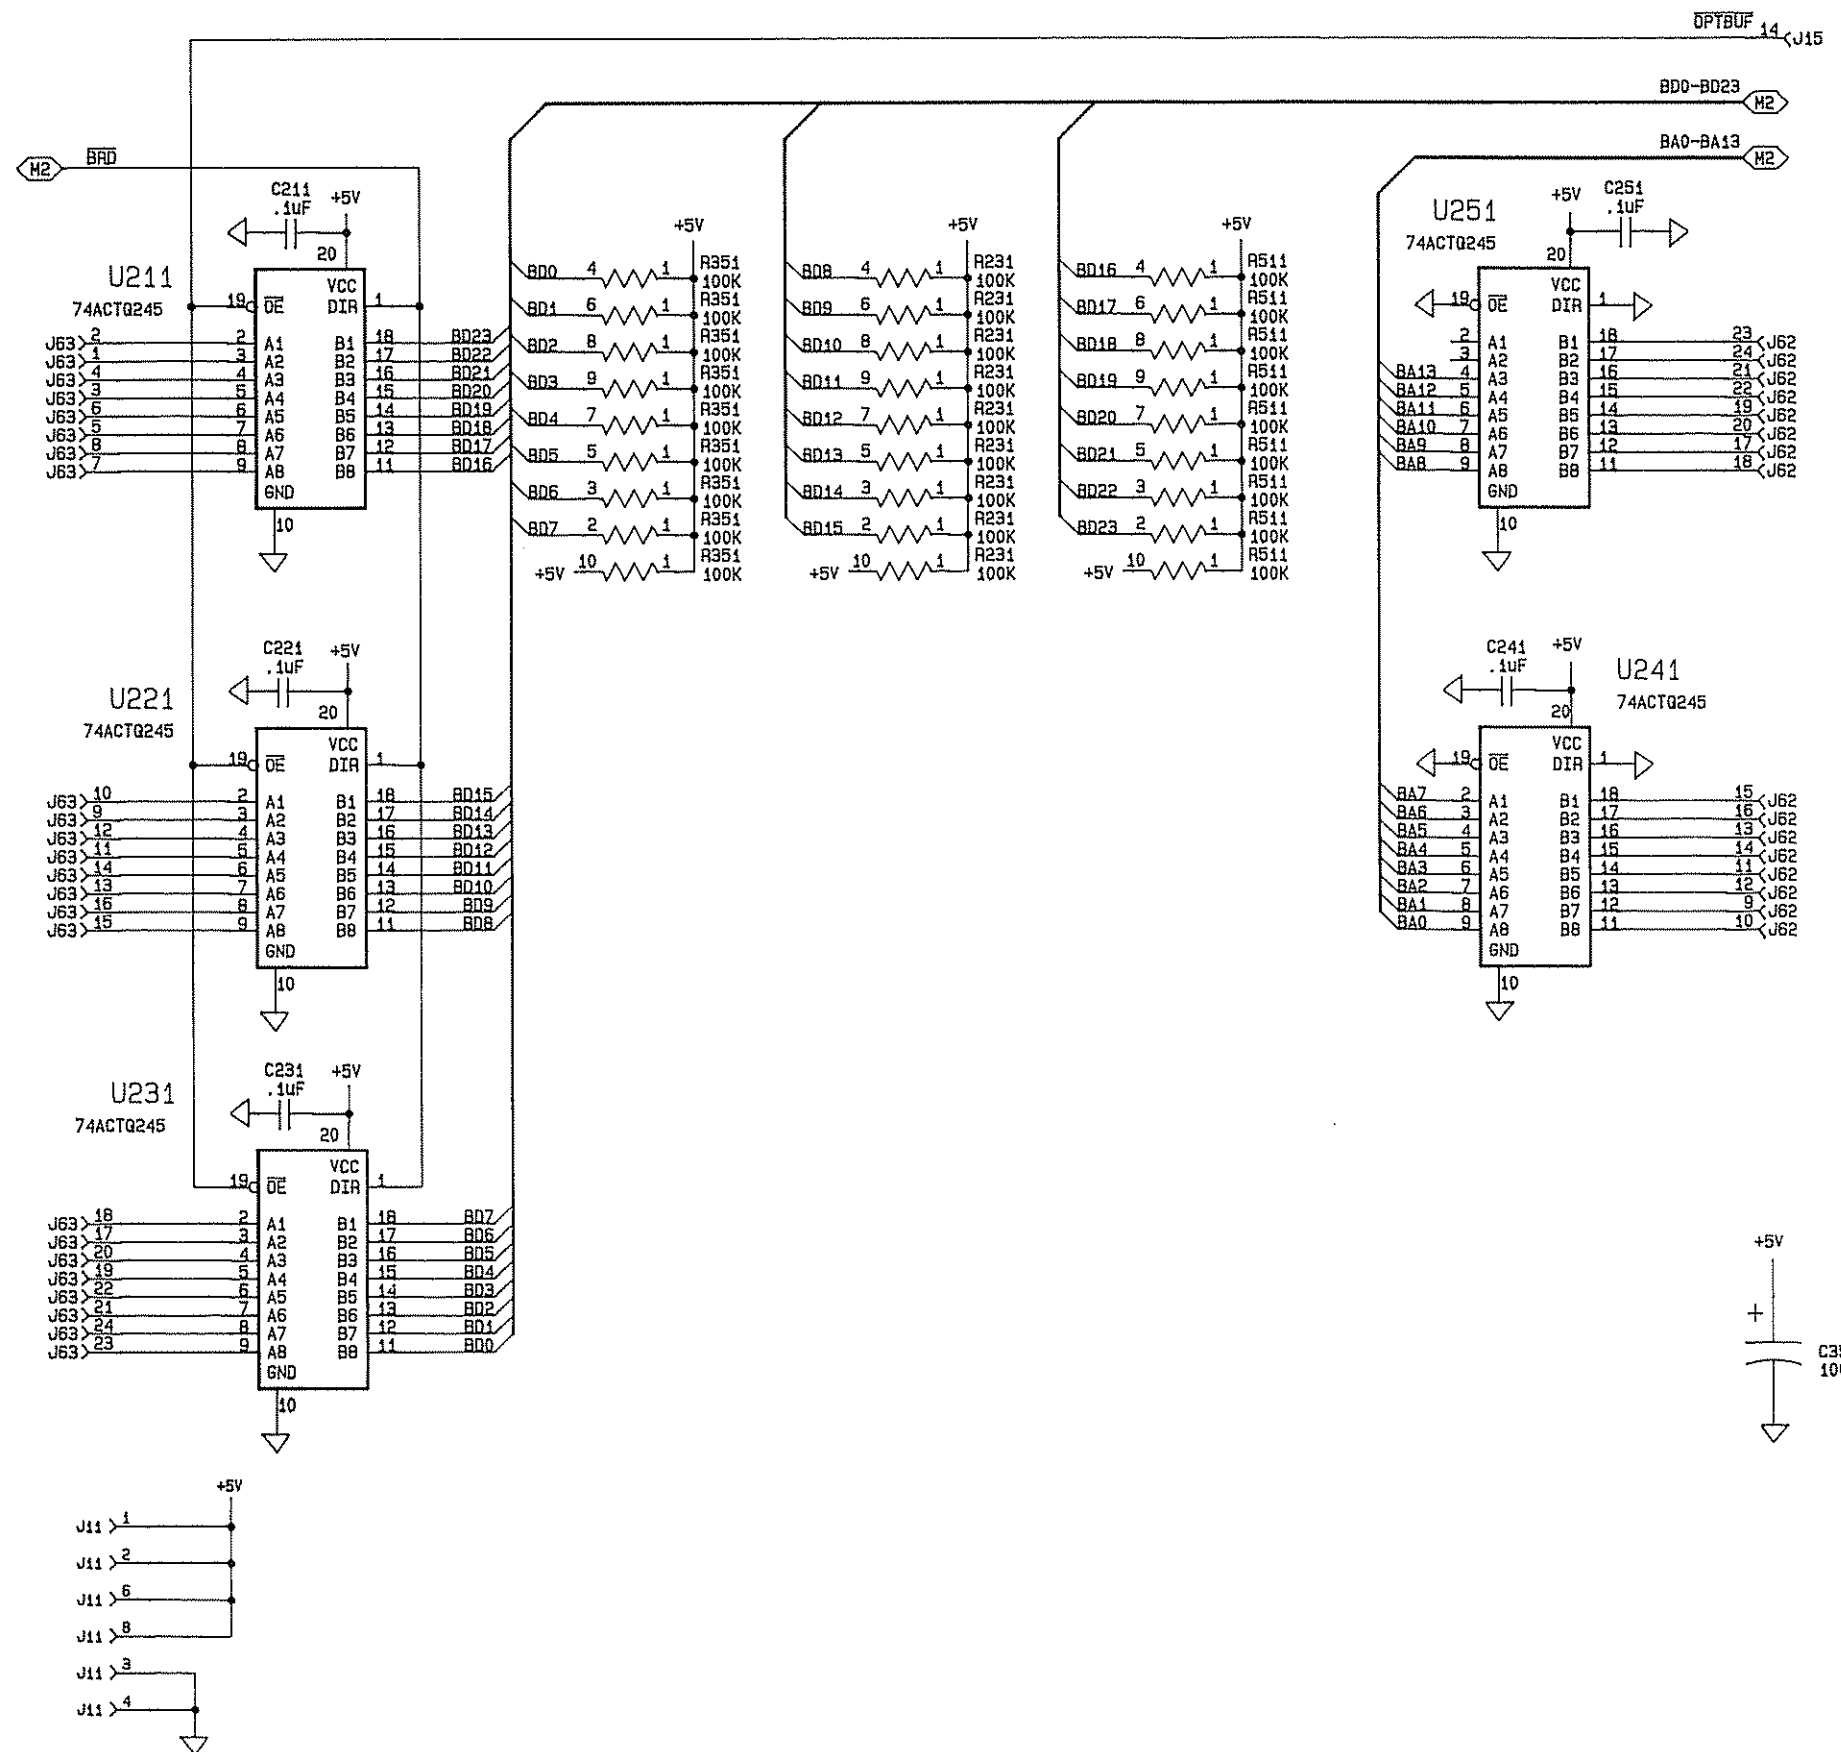 OPTBUF
14 J15
BD0-BD23
M2
BA0-BA13
M2
M2 BRD
C211
.1uF
+5V
20
U211
74ACTQ245
VCC
19 OE DIR 1
J63 2 2 A1 B1 18 BD23
J63 1 3 A2 B2 17 BD22
J63 4 4 A3 B3 16 BD21
J63 3 5 A4 B4 15 BD20
J63 6 6 A5 B5 14 BD19
J63 5 7 A6 B6 13 BD18
J63 8 8 A7 B7 12 BD17
J63 7 9 A8 B8 11 BD16
GND
10
+5V
BD0 4 1 R351 100K
BD1 6 1 R351 100K
BD2 8 1 R351 100K
BD3 9 1 R351 100K
BD4 7 1 R351 100K
BD5 5 1 R351 100K
BD6 3 1 R351 100K
BD7 2 1 R351 100K
+5V 10 1 R351 100K
+5V
BD8 4 1 R231 100K
BD9 6 1 R231 100K
BD10 8 1 R231 100K
BD11 9 1 R231 100K
BD12 7 1 R231 100K
BD13 5 1 R231 100K
BD14 3 1 R231 100K
BD15 2 1 R231 100K
+5V 10 1 R231 100K
+5V
BD16 4 1 R511 100K
BD17 6 1 R511 100K
BD18 8 1 R511 100K
BD19 9 1 R511 100K
BD20 7 1 R511 100K
BD21 5 1 R511 100K
BD22 3 1 R511 100K
BD23 2 1 R511 100K
+5V 10 1 R511 100K
U251
74ACTQ245
+5V
C251
.1uF
20
VCC
19 OE DIR 1
2 A1 B1 18 23 J62
3 A2 B2 17 24 J62
BA13 4 A3 B3 16 21 J62
BA12 5 A4 B4 15 22 J62
BA11 6 A5 B5 14 19 J62
BA10 7 A6 B6 13 20 J62
BA9 8 A7 B7 12 17 J62
BA8 9 A8 B8 11 18 J62
GND
10
C221
.1uF
+5V
20
U221
74ACTQ245
VCC
19 OE DIR 1
J63 10 2 A1 B1 18 BD15
J63 9 3 A2 B2 17 BD14
J63 12 4 A3 B3 16 BD13
J63 11 5 A4 B4 15 BD12
J63 14 6 A5 B5 14 BD11
J63 13 7 A6 B6 13 BD10
J63 16 8 A7 B7 12 BD9
J63 15 9 A8 B8 11 BD8
GND
10
C241
.1uF
+5V
20
U241
74ACTQ245
VCC
19 OE DIR 1
BA7 2 A1 B1 18 15 J62
BA6 3 A2 B2 17 16 J62
BA5 4 A3 B3 16 13 J62
BA4 5 A4 B4 15 14 J62
BA3 6 A5 B5 14 11 J62
BA2 7 A6 B6 13 12 J62
BA1 8 A7 B7 12 9 J62
BA0 9 A8 B8 11 10 J62
GND
10
C231
.1uF
+5V
20
U231
74ACTQ245
VCC
19 OE DIR 1
J63 18 2 A1 B1 18 BD7
J63 17 3 A2 B2 17 BD6
J63 20 4 A3 B3 16 BD5
J63 19 5 A4 B4 15 BD4
J63 22 6 A5 B5 14 BD3
J63 21 7 A6 B6 13 BD2
J63 24 8 A7 B7 12 BD1
J63 23 9 A8 B8 11 BD0
GND
10
+5V
+
+5V
J11 1
J11 2
J11 6
J11 8
J11 3
J11 4